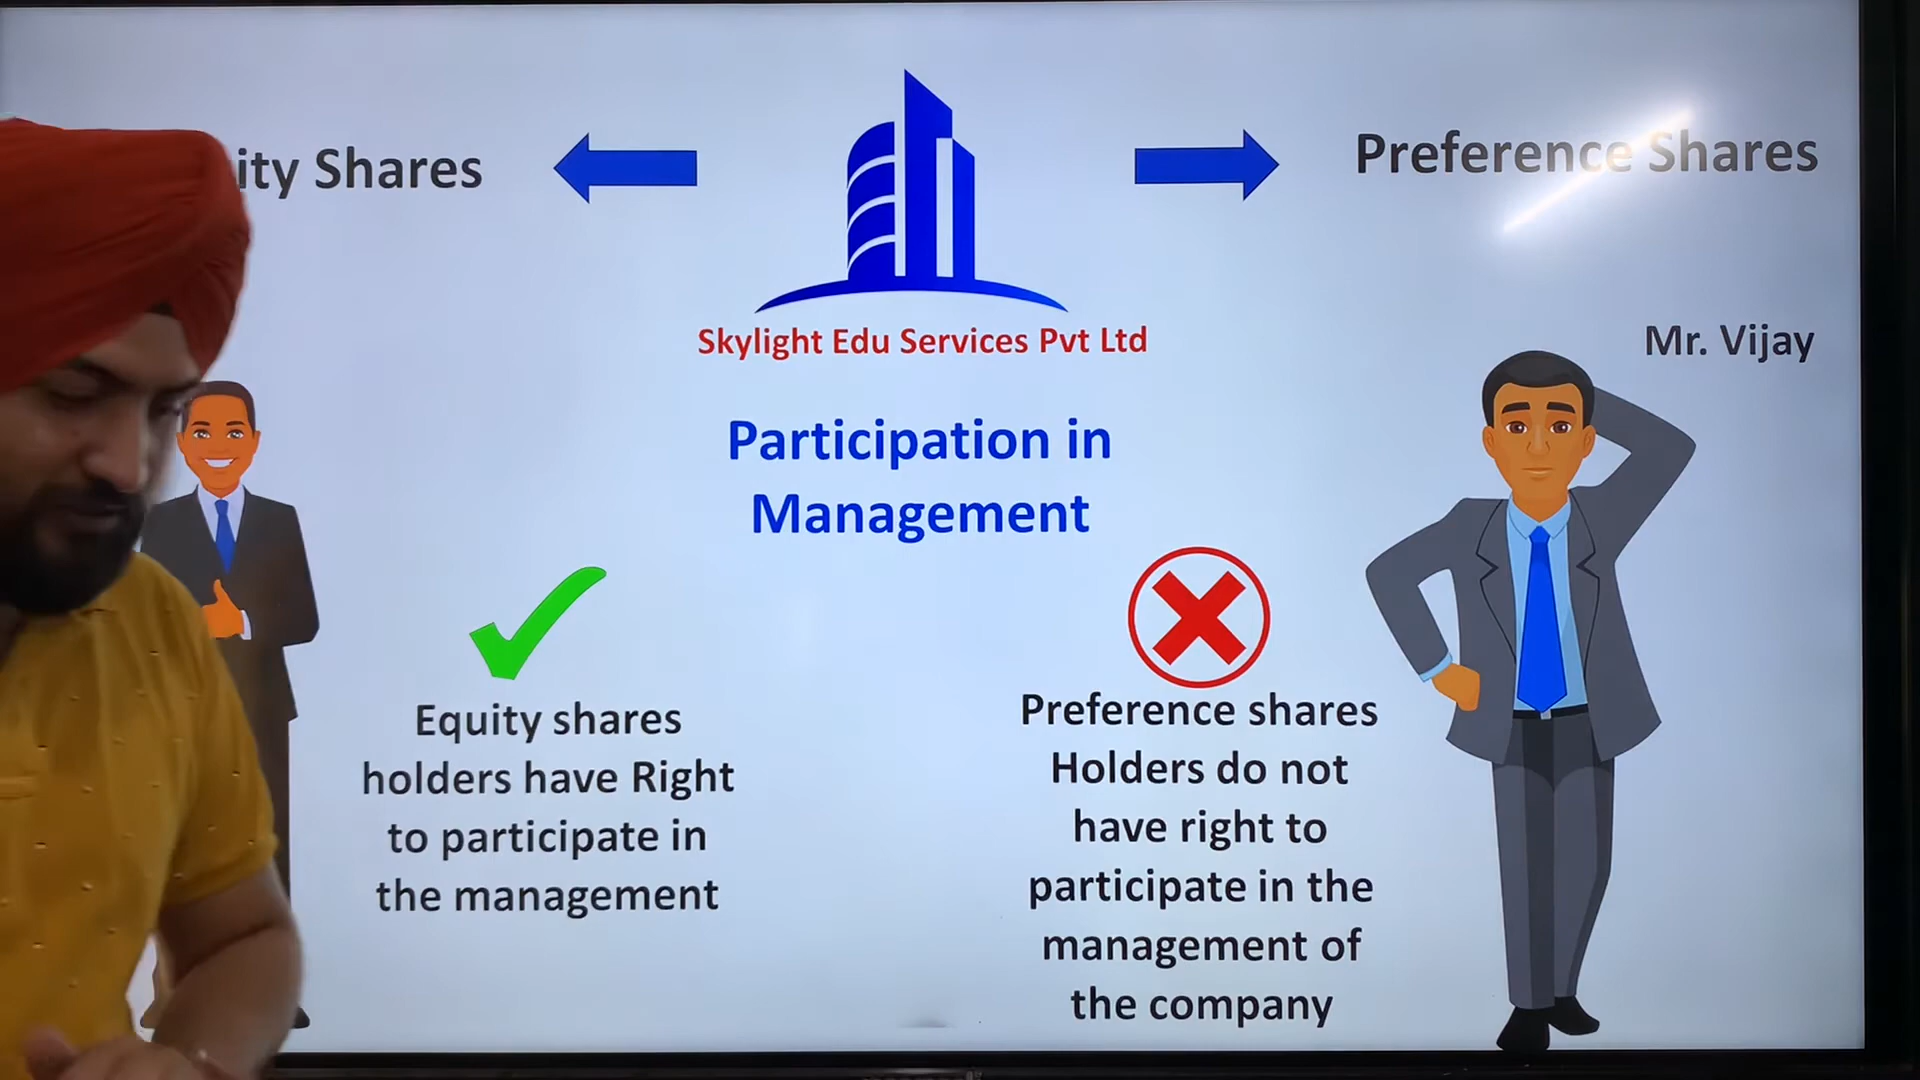 ity Shares
Preference Shares
Skylight Edu Services Pvt Ltd
Mr. Vijay
Participation in
Management
Equity shares
holders have Right
to participate in
the management
Preference shares
Holders do not
have right to
participate in the
management of
the company